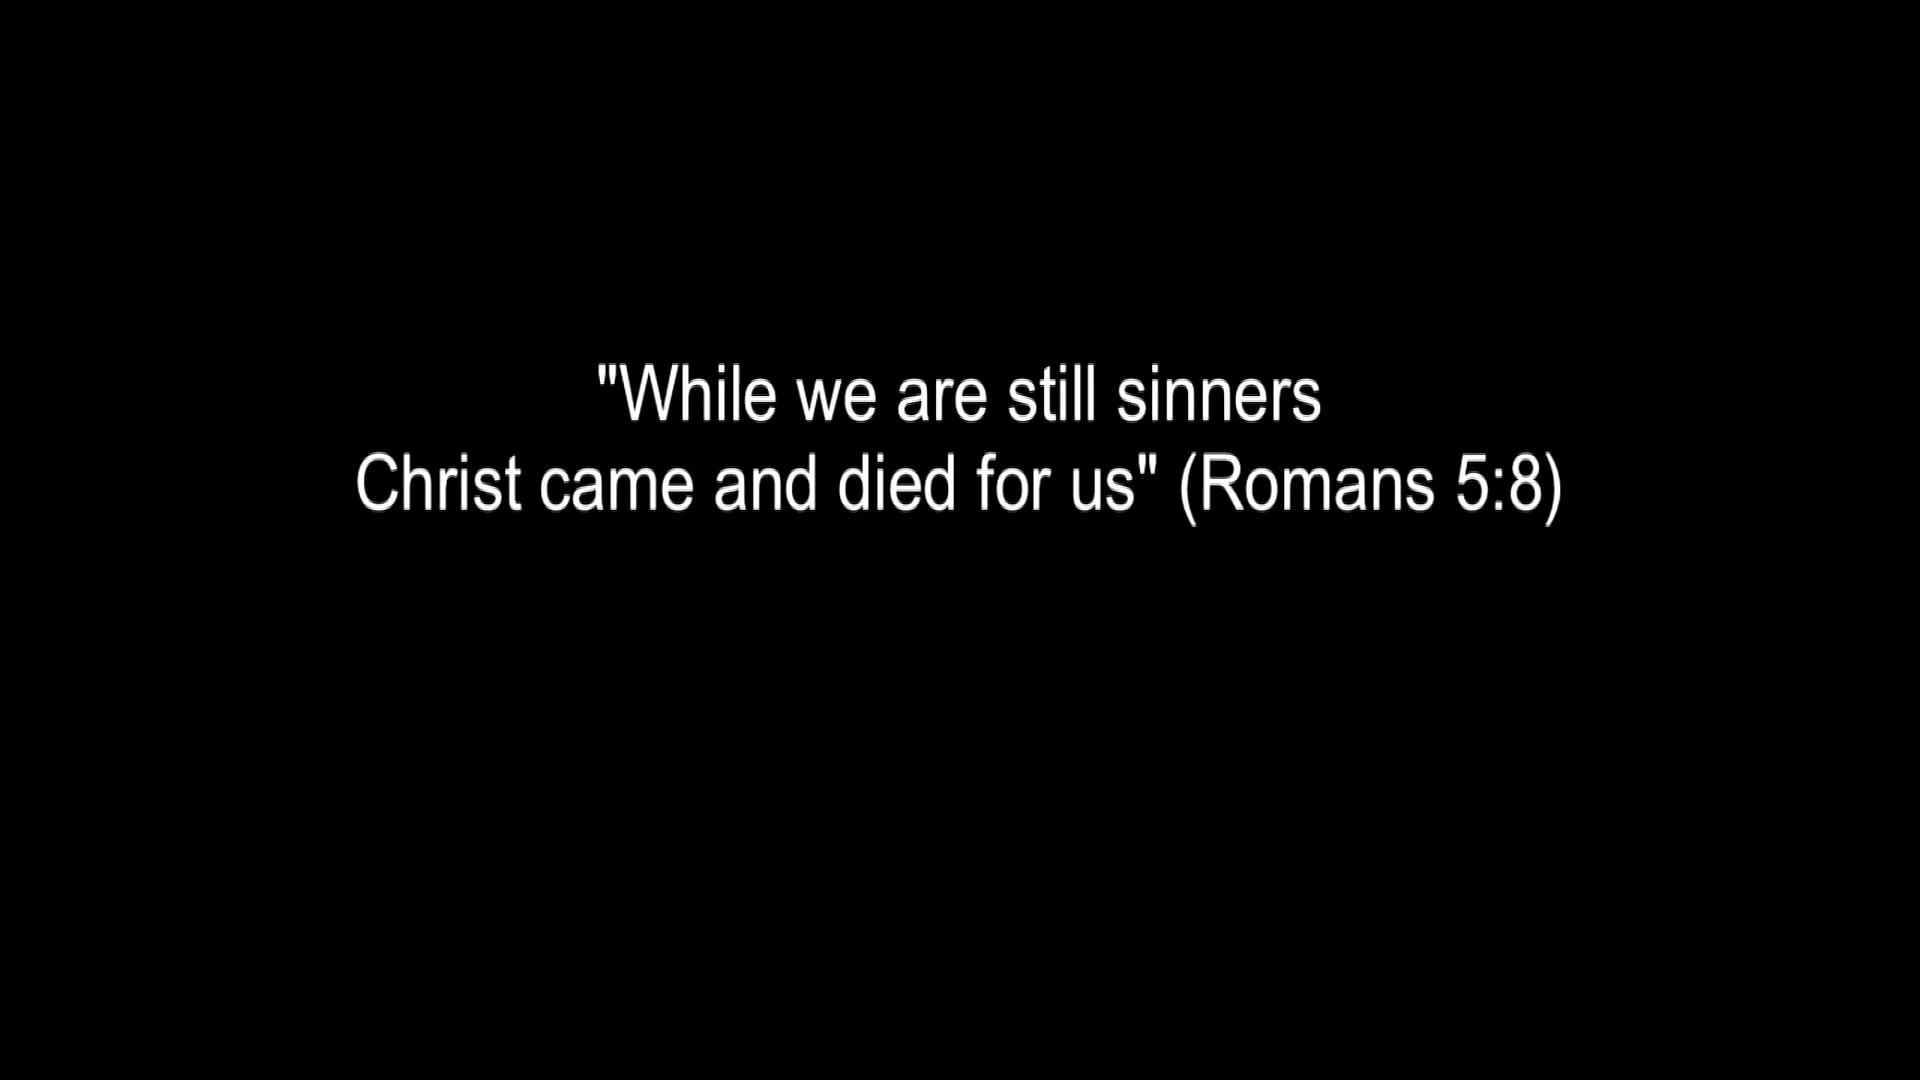 "While we are still sinners
Christ came and died for us" (Romans 5:8)